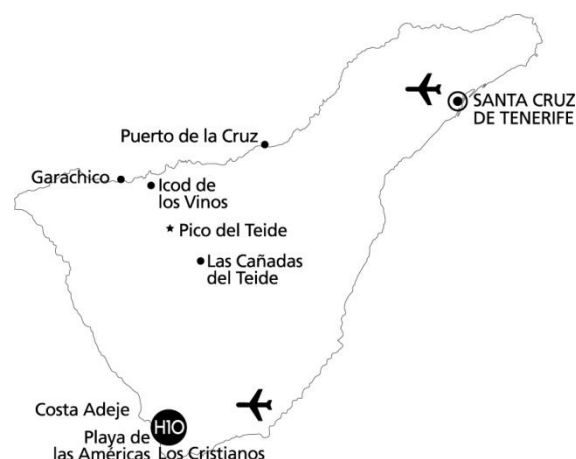 SANTA CRUZ
DE TENERIFE
Puerto de la Cruz
Garachico
Icod de
los Vinos
Pico del Teide
Las Cañadas
del Teide
Costa Adeje
H10
Playa de
las Américas
Los Cristianos